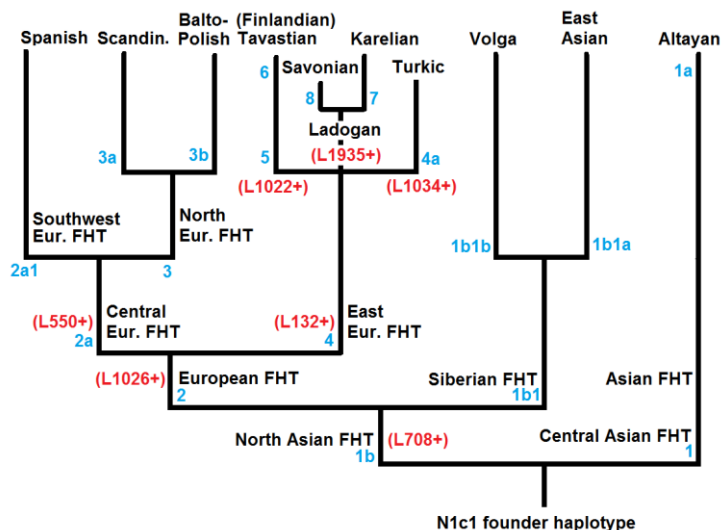 Spanish
Scandin.
Balto-
Polish
(Finlandian)
Tavastian
Karelian
Volga
East
Asian
Altayan
Savonian
Turkic
6
8
7
1a
Ladogan
3a
3b
5
(L1935+)
4a
(L1022+)
(L1034+)
Southwest
Eur. FHT
North
Eur. FHT
1b1b
1b1a
2a1
3
(L550+)
Central
Eur. FHT
2a
(L132+)
East
Eur. FHT
4
(L1026+)
European FHT
2
Siberian FHT
1b1
Asian FHT
North Asian FHT
1b
(L708+)
Central Asian FHT
1
N1c1 founder haplotype